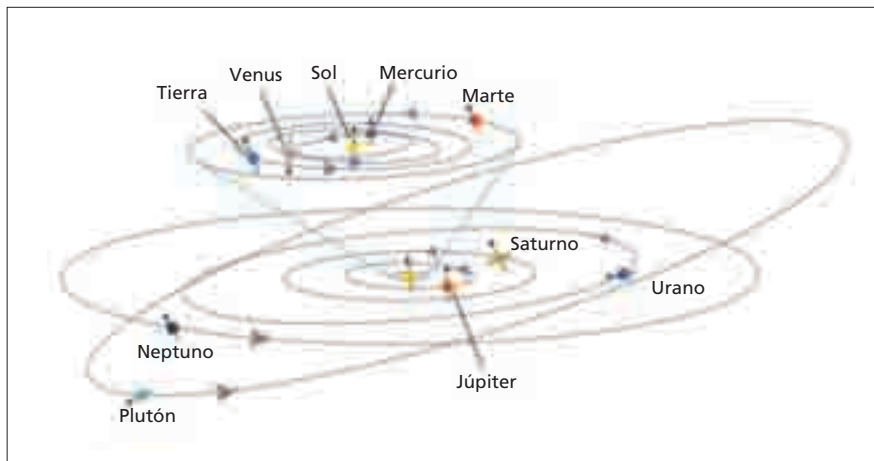 Sol
Mercurio
Venus
Tierra
Marte
Saturno
Urano
Neptuno
Júpiter
Plutón